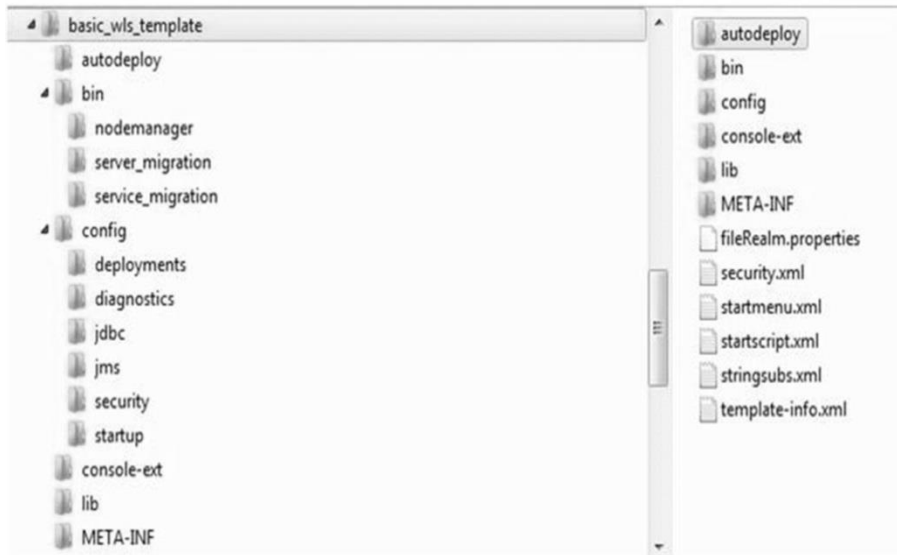 basic_wls_template
autodeploy
bin
nodemanager
server_migration
service_migration
config
deployments
diagnostics
jdbc
jms
security
startup
console-ext
lib
META-INF
autodeploy
bin
config
console-ext
lib
META-INF
fileRealm.properties
security.xml
startmenu.xml
startscript.xml
stringsubs.xml
template-info.xml